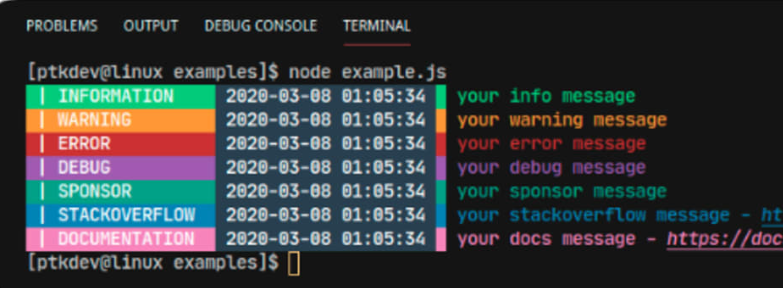 PROBLEMS OUTPUT DEBUG CONSOLE TERMINAL
[ptkdev@linux examples]$ node example.js
| INFORMATION 2020-03-08 01:05:34 your info message
| WARNING 2020-03-08 01:05:34 your warning message
| ERROR 2020-03-08 01:05:34 your error message
| DEBUG 2020-03-08 01:05:34 your debug message
| SPONSOR 2020-03-08 01:05:34 your sponsor message
| STACKOVERFLOW 2020-03-08 01:05:34 your stackoverflow message - ht
| DOCUMENTATION 2020-03-08 01:05:34 your docs message - https://doc
[ptkdev@linux examples]$